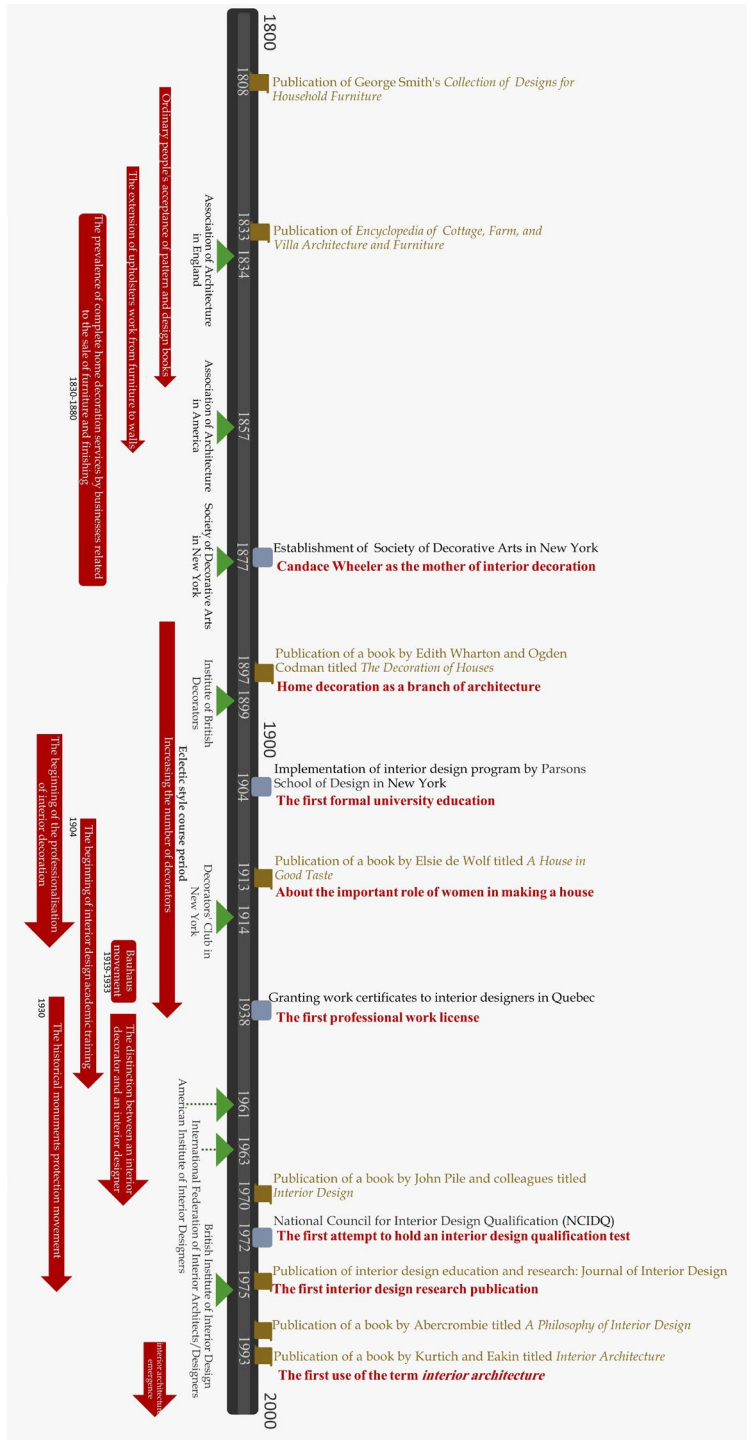 1800
1808
Publication of George Smith's Collection of Designs for
Household Furniture
1833
Publication of Encyclopedia of Cottage, Farm, and
Villa Architecture and Furniture
1834
Association of Architecture
in England
Ordinary people's acceptance of pattern and design books
The extension of upholsters work from furniture to walls
The prevalence of complete home decoration services by businesses related
to the sale of furniture and finishing
1830-1880
1857
Association of Architecture
in America
1877
Society of Decorative Arts
in New York
Establishment of Society of Decorative Arts in New York
Candace Wheeler as the mother of interior decoration
1897
Publication of a book by Edith Wharton and Ogden
Codman titled The Decoration of Houses
Home decoration as a branch of architecture
1899
Institute of British
Decorators
1900
1904
Implementation of interior design program by Parsons
School of Design in New York
The first formal university education
Eclectic style course period
Increasing the number of decorators
The beginning of the professionalisation
of interior decoration
The beginning of interior design academic training
1904
1913
Publication of a book by Elsie de Wolf titled A House in
Good Taste
About the important role of women in making a house
1914
Decorators' Club in
New York
Bauhaus
movement
1919-1933
1938
Granting work certificates to interior designers in Quebec
The first professional work license
The distinction between an interior
decorator and an interior designer
The historical monuments protection movement
1930
1961
American Institute of Interior Designers
1963
International Federation of Interior Architects/Designers
1970
Publication of a book by John Pile and colleagues titled
Interior Design
1972
National Council for Interior Design Qualification (NCIDQ)
The first attempt to hold an interior design qualification test
1975
British Institute of Interior Design
Publication of interior design education and research: Journal of Interior Design
The first interior design research publication
Publication of a book by Abercrombie titled A Philosophy of Interior Design
1993
Publication of a book by Kurtich and Eakin titled Interior Architecture
The first use of the term interior architecture
interior architecture
emergence
2000